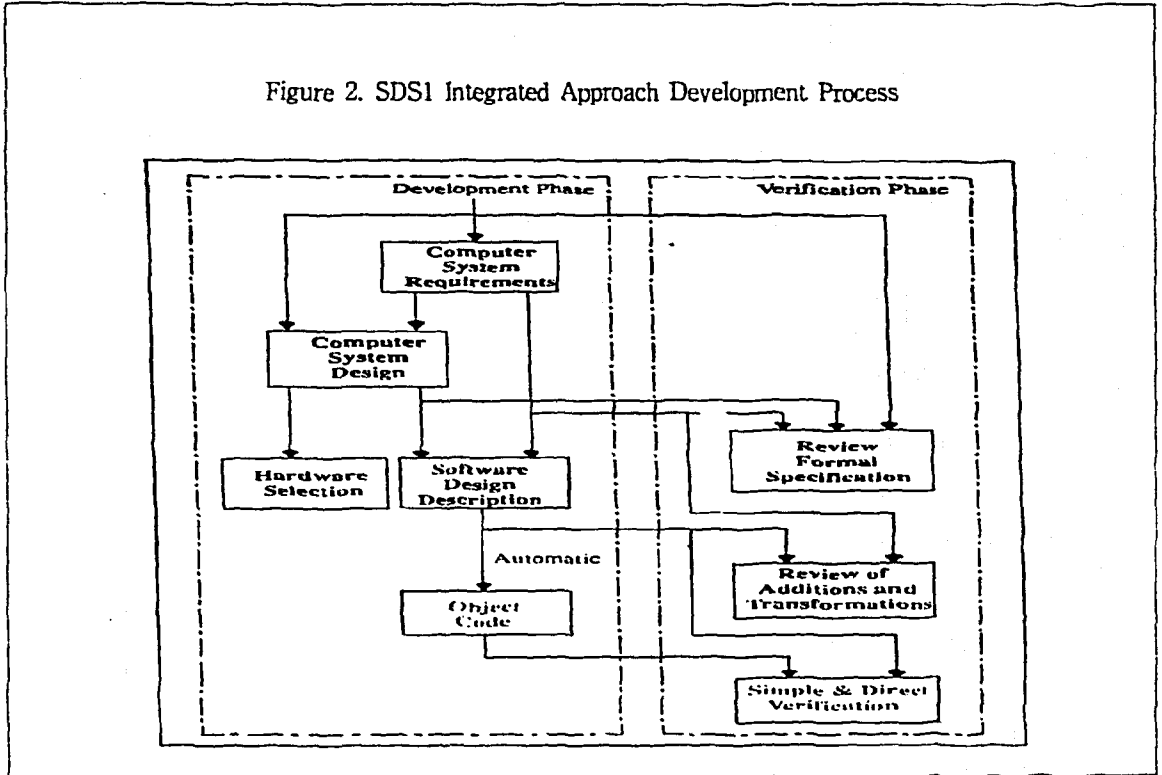 Figure 2. SDS1 Integrated Approach Development Process
Development Phase
Verification Phase
Computer
System
Requirements
Computer
System
Design
Hardware
Selection
Software
Design
Description
Review
Formal
Specification
Automatic
Review of
Additions and
Transformations
Object
Code
Simple & Direct
Verification